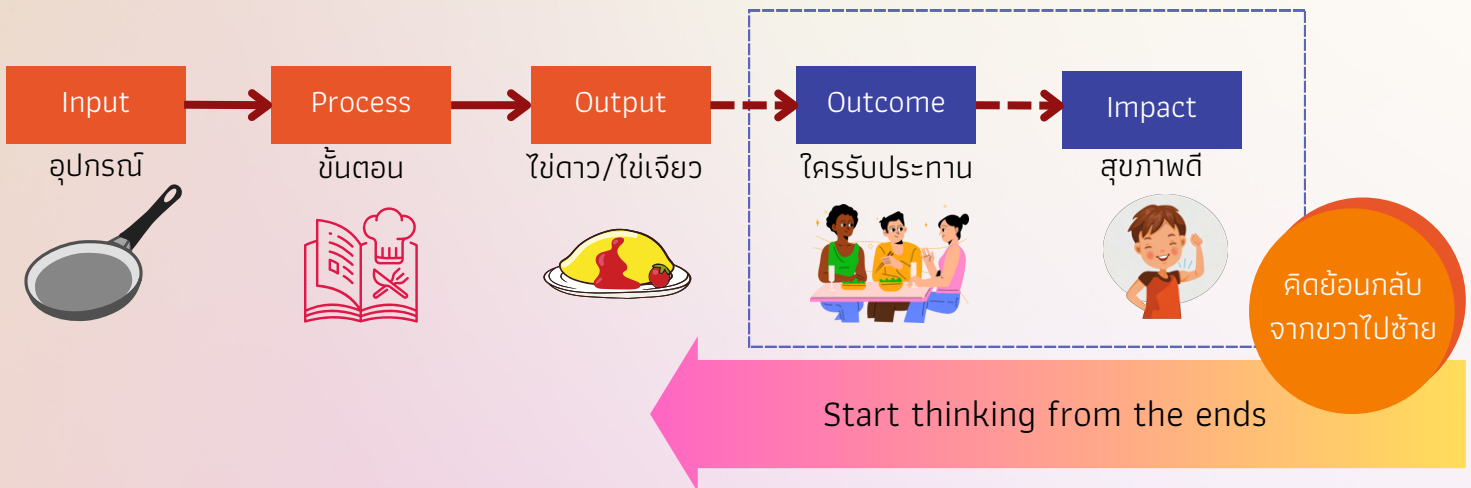 Input
Process
Output
Outcome
Impact
อุปกรณ์
ขั้นตอน
ไข่ดาว/ไข่เจียว
ใครรับประทาน
สุขภาพดี
คิดย้อนกลับ
จากขวาไปซ้าย
Start thinking from the ends